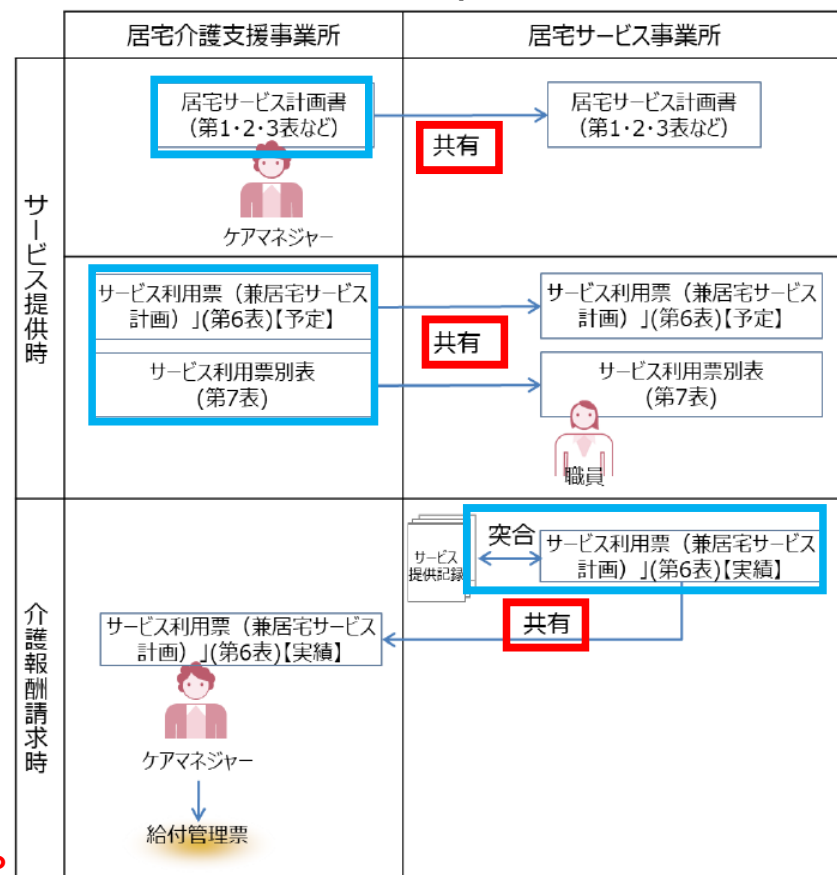 居宅介護支援事業所
居宅サービス事業所
サービス提供時
居宅サービス計画書
(第1・2・3表など)
共有
居宅サービス計画書
(第1・2・3表など)
ケアマネジャー
サービス利用票（兼居宅サービス
計画）」(第6表)【予定】
共有
サービス利用票（兼居宅サービス
計画）」(第6表)【予定】
サービス利用票別表
(第7表)
サービス利用票別表
(第7表)
職員
介護報酬請求時
サービス
提供記録
突合
サービス利用票（兼居宅サービス
計画）」(第6表)【実績】
共有
サービス利用票（兼居宅サービス
計画）」(第6表)【実績】
ケアマネジャー
給付管理票
。